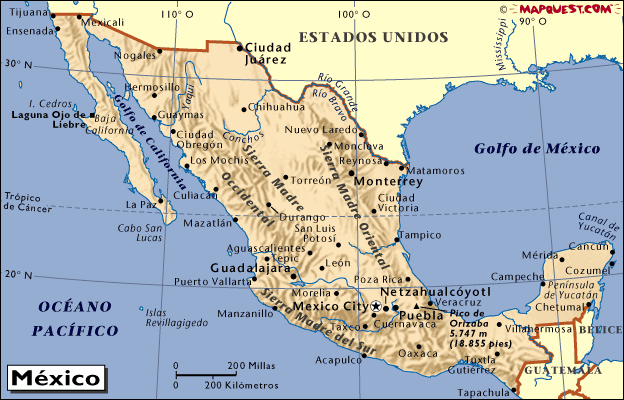 MAPQUEST.COM
110° O
100° O
90° O
Tijuana
Mexicali
Ensenada
Nogales
Ciudad
Juárez
ESTADOS UNIDOS
Mississippi
30° N
30° N
I. Cedros
Laguna Ojo de
Liebre
Baja
California
Golfo de California
Bermosillo
Yaqui
Guaymas
Ciudad
Obregón
Chihuahua
Conchos
Río Grande
Río Bravo
Nuevo Laredo
Monclova
Reynosa
Matamoros
Golfo de México
Los Mochis
Sierra Madre
Occidental
Sierra Madre Oriental
Torreón
Monterrey
Trópico
de Cáncer
La Paz
Culiacán
Durango
Ciudad
Victoria
Cabo San
Lucas
Mazatlán
San Luis
Potosí
Tampico
Canal de
Yucatán
Aguascalientes
Tepic
León
Mérida
Cancún
Guadalajara
Poza Rica
Netzahualcóyotl
Campeche
Cozumel
20° N
20° N
Puerto Vallarta
Morelia
Mexico City
Veracruz
Península
de Yucatán
Chetumal
OCÉANO
PACÍFICO
Islas
Revillagigedo
Manzanillo
Sierra Madre del Sur
Taxco
Cuernavaca
Puebla
Pico de
Orizaba
5.747 m
(18.855 pies)
Villahermosa
BELICE
Acapulco
Oaxaca
Tuxtla
Gutiérrez
GUATEMALA
Tapachula
0
200 Millas
0
200 Kilómetros
México